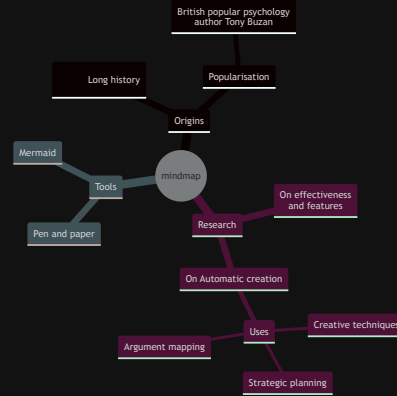 British popular psychology
author Tony Buzan
Long history
Popularisation
Origins
Mermaid
Tools
mindmap
On effectiveness
and features
Pen and paper
Research
On Automatic creation
Creative techniques
Uses
Argument mapping
Strategic planning